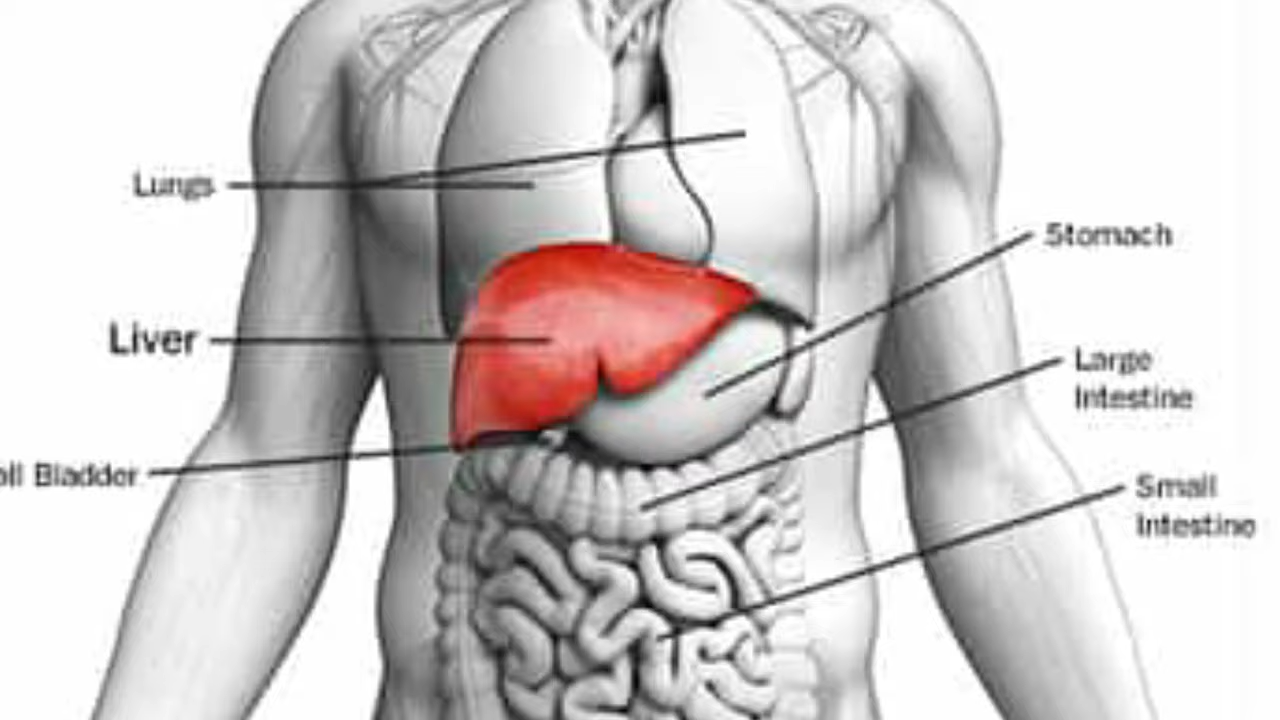 Lungs
Stomach
Liver
Large
Intestine
Bladder
Small
Intestine